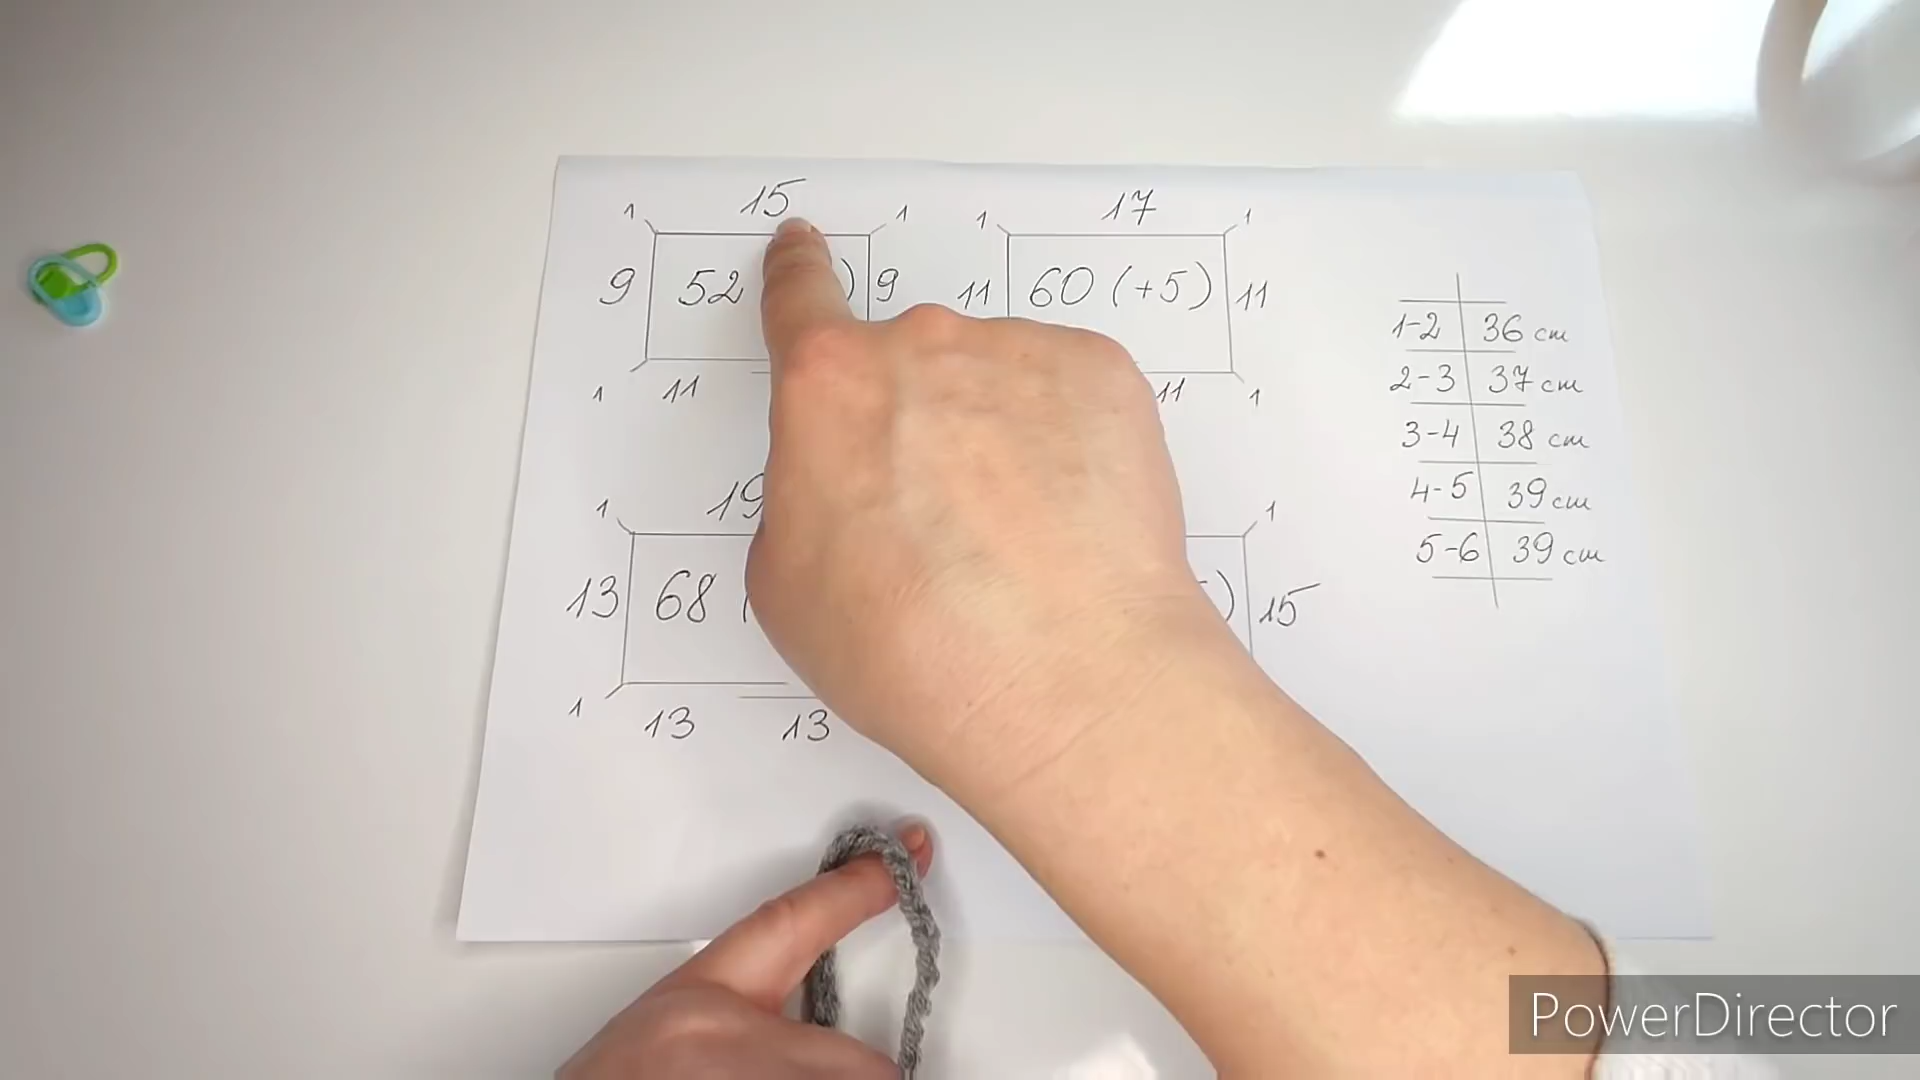 1 15 1
9 52 ) 9
1 11
1 17 1
11 60 (+5) 11
11 1
1 19
13 68 (
1 13 13
1
) 15
1-2 36 cm
2-3 37 cm
3-4 38 cm
4-5 39 cm
5-6 39 cm
PowerDirector